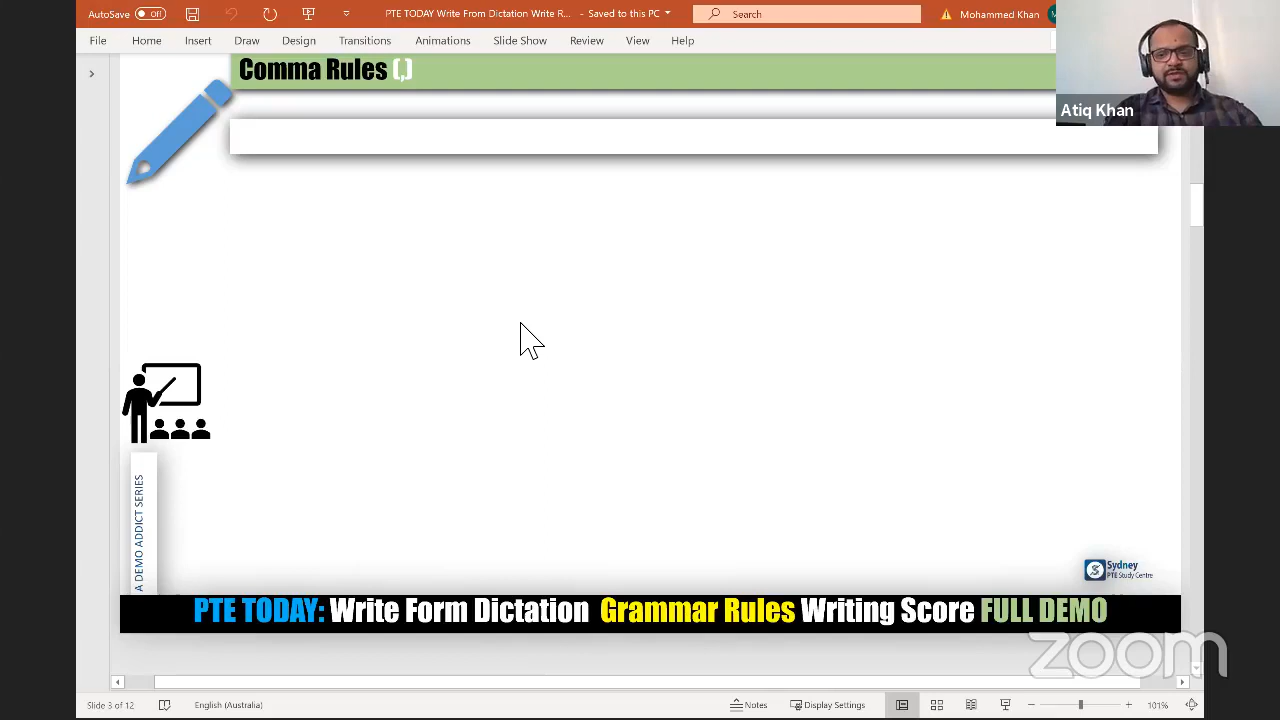 AutoSave Off PTE TODAY Write From Dictation Write R... - Saved to this PC Search Mohammed Khan
File Home Insert Draw Design Transitions Animations Slide Show Review View Help
Atiq Khan
Comma Rules (,)
A DEMO ADDICT SERIES
Sydney
PTE Study Centre
PTE TODAY: Write Form Dictation Grammar Rules Writing Score FULL DEMO
zoom
Slide 3 of 12 English (Australia) Notes Display Settings 101%